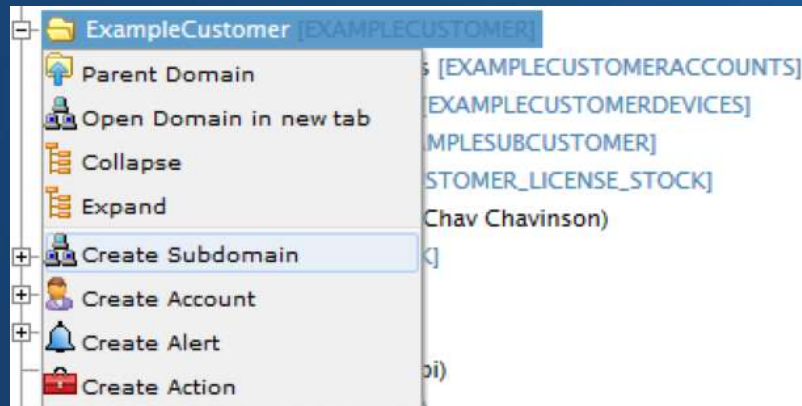 ExampleCustomer [EXAMPLECUSTOMER]
Parent Domain
s [EXAMPLECUSTOMERACCOUNTS]
Open Domain in new tab
[EXAMPLECUSTOMERDEVICES]
Collapse
MPLESUBCUSTOMER]
STOMER_LICENSE_STOCK]
Expand
Chav Chavinson)
Create Subdomain
K]
Create Account
Create Alert
pi)
Create Action